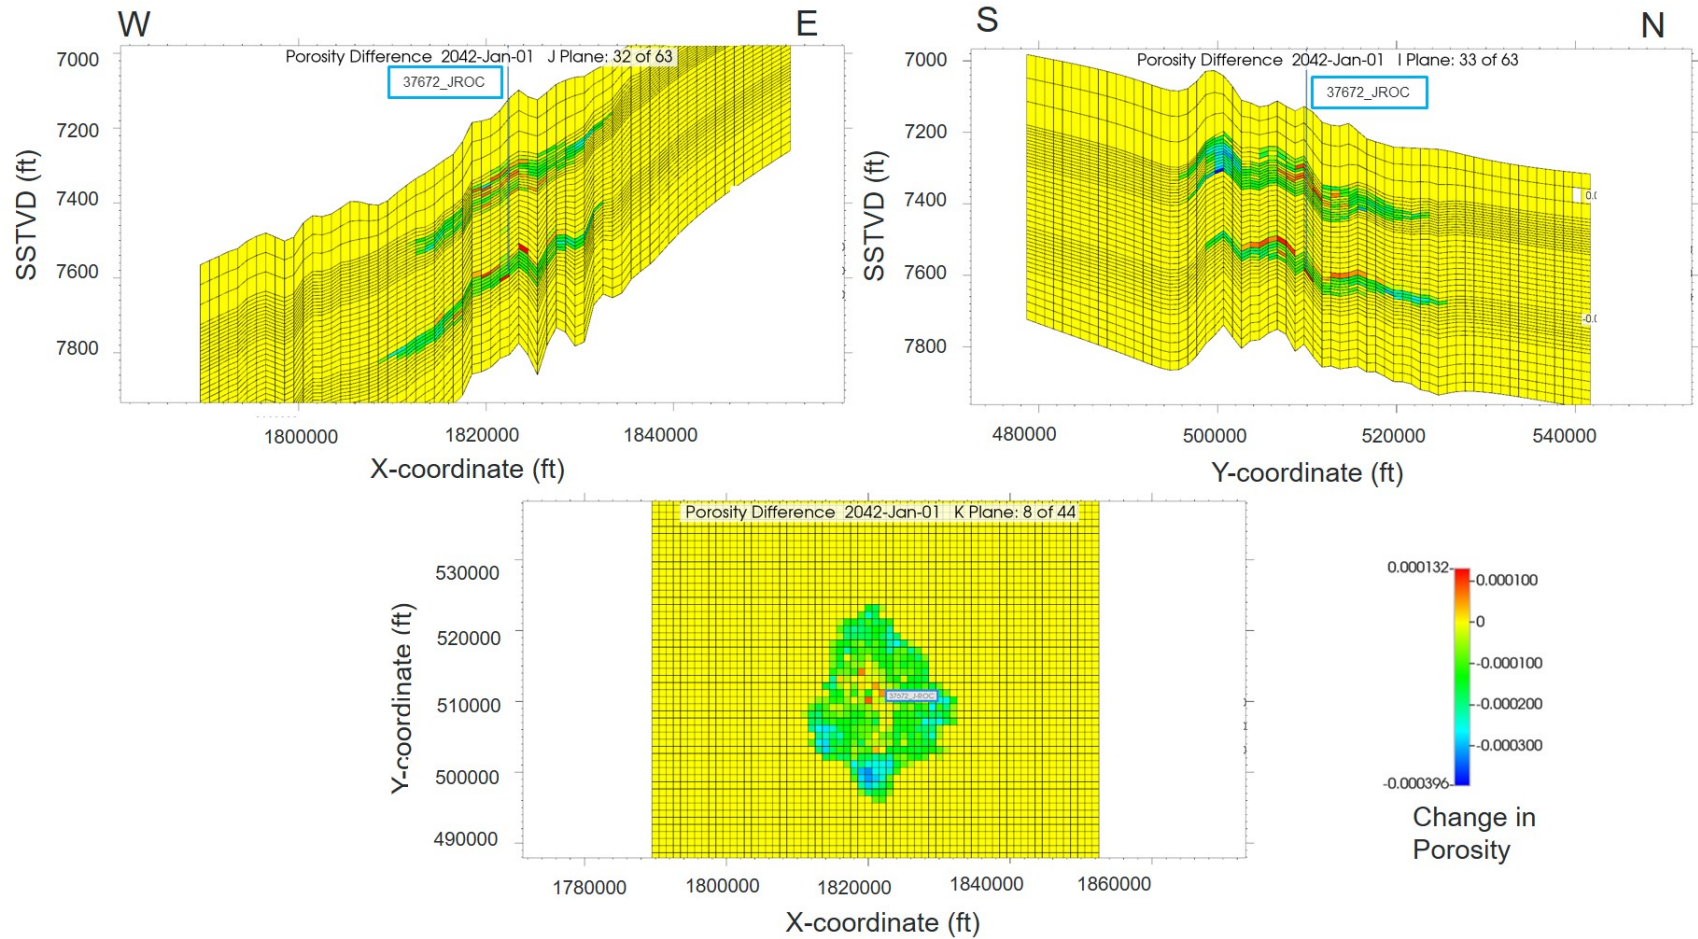 W
E
Porosity Difference 2042-Jan-01 J Plane: 32 of 63
37672_JROC
7000
7200
7400
7600
7800
SSTVD (ft)
1800000
1820000
1840000
X-coordinate (ft)
S
N
Porosity Difference 2042-Jan-01 I Plane: 33 of 63
37672_JROC
7000
7200
7400
7600
7800
SSTVD (ft)
480000
500000
520000
540000
Y-coordinate (ft)
Porosity Difference 2042-Jan-01 K Plane: 8 of 44
37672_JROC
530000
520000
510000
500000
490000
Y-coordinate (ft)
1780000
1800000
1820000
1840000
1860000
X-coordinate (ft)
0.000132
0.000100
0
-0.000100
-0.000200
-0.000300
-0.000396
Change in
Porosity